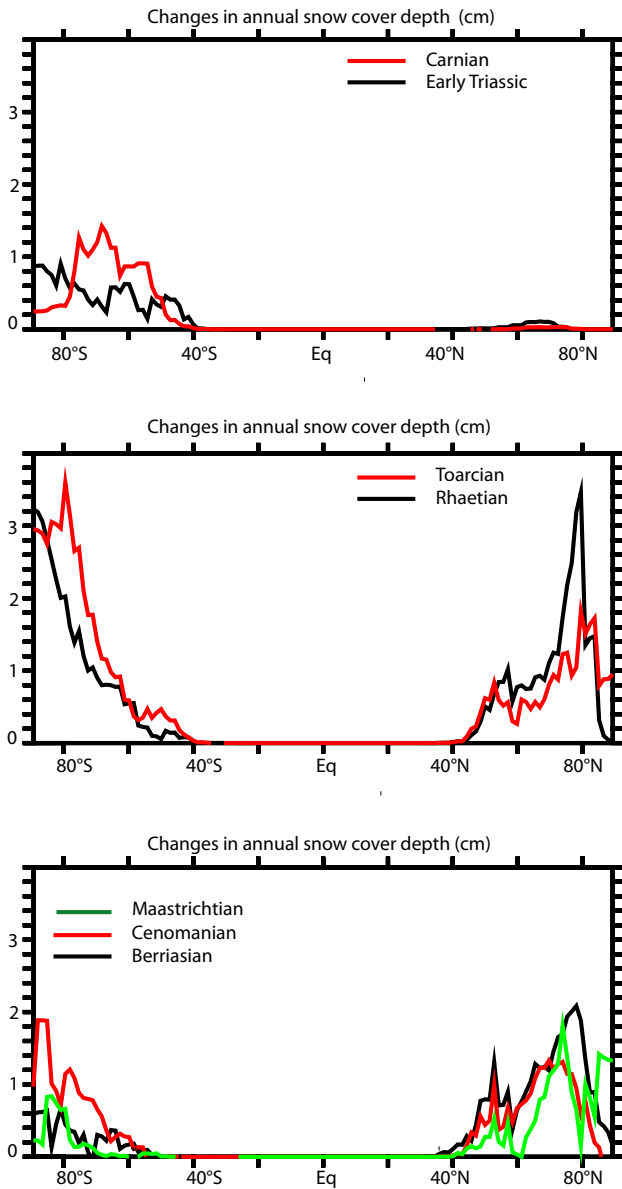 Changes in annual snow cover depth (cm)
Carnian
Early Triassic
3
2
1
0
80°S 40°S Eq 40°N 80°N
Changes in annual snow cover depth (cm)
Toarcian
Rhaetian
3
2
1
0
80°S 40°S Eq 40°N 80°N
Changes in annual snow cover depth (cm)
Maastrichtian
Cenomanian
Berriasian
3
2
1
0
80°S 40°S Eq 40°N 80°N